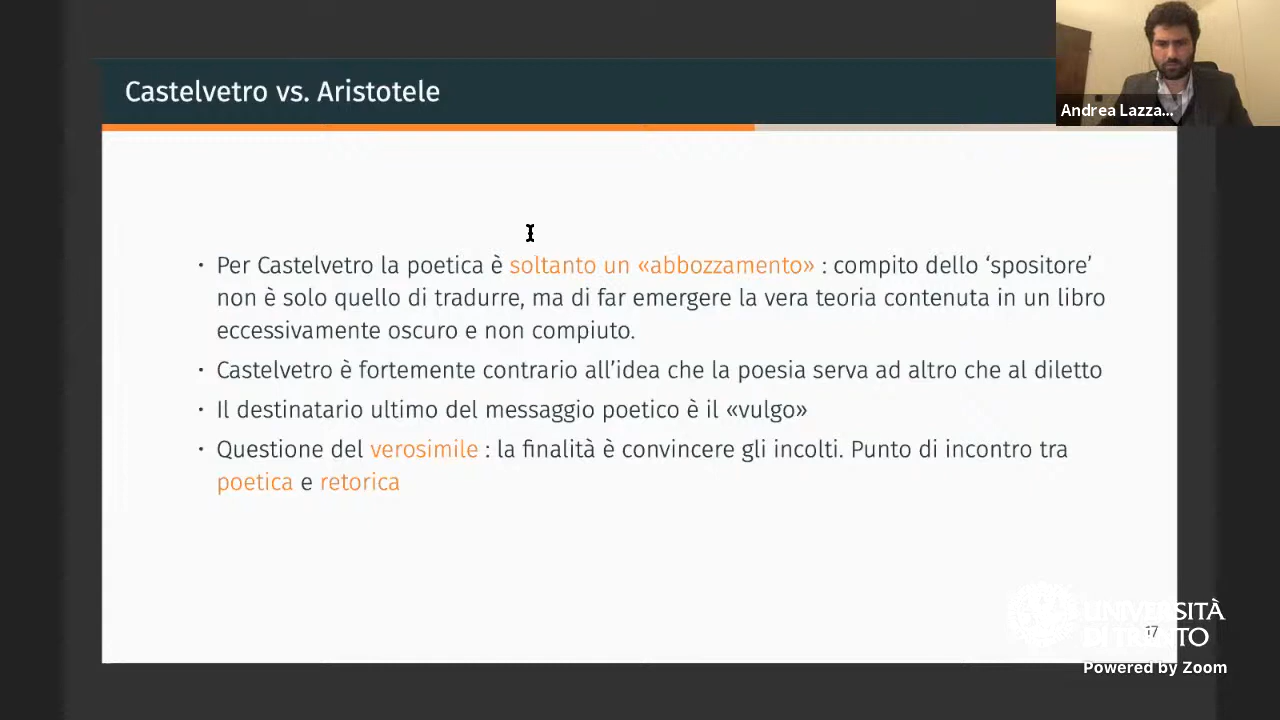 Castelvetro vs. Aristotele
Andrea Lazza...
· Per Castelvetro la poetica è soltanto un «abbozzamento» : compito dello ‘spositore’
non è solo quello di tradurre, ma di far emergere la vera teoria contenuta in un libro
eccessivamente oscuro e non compiuto.
· Castelvetro è fortemente contrario all’idea che la poesia serva ad altro che al diletto
· Il destinatario ultimo del messaggio poetico è il «vulgo»
· Questione del verosimile : la finalità è convincere gli incolti. Punto di incontro tra
poetica e retorica
UNIVERSITÀ
DI TRENTO
17
Powered by Zoom